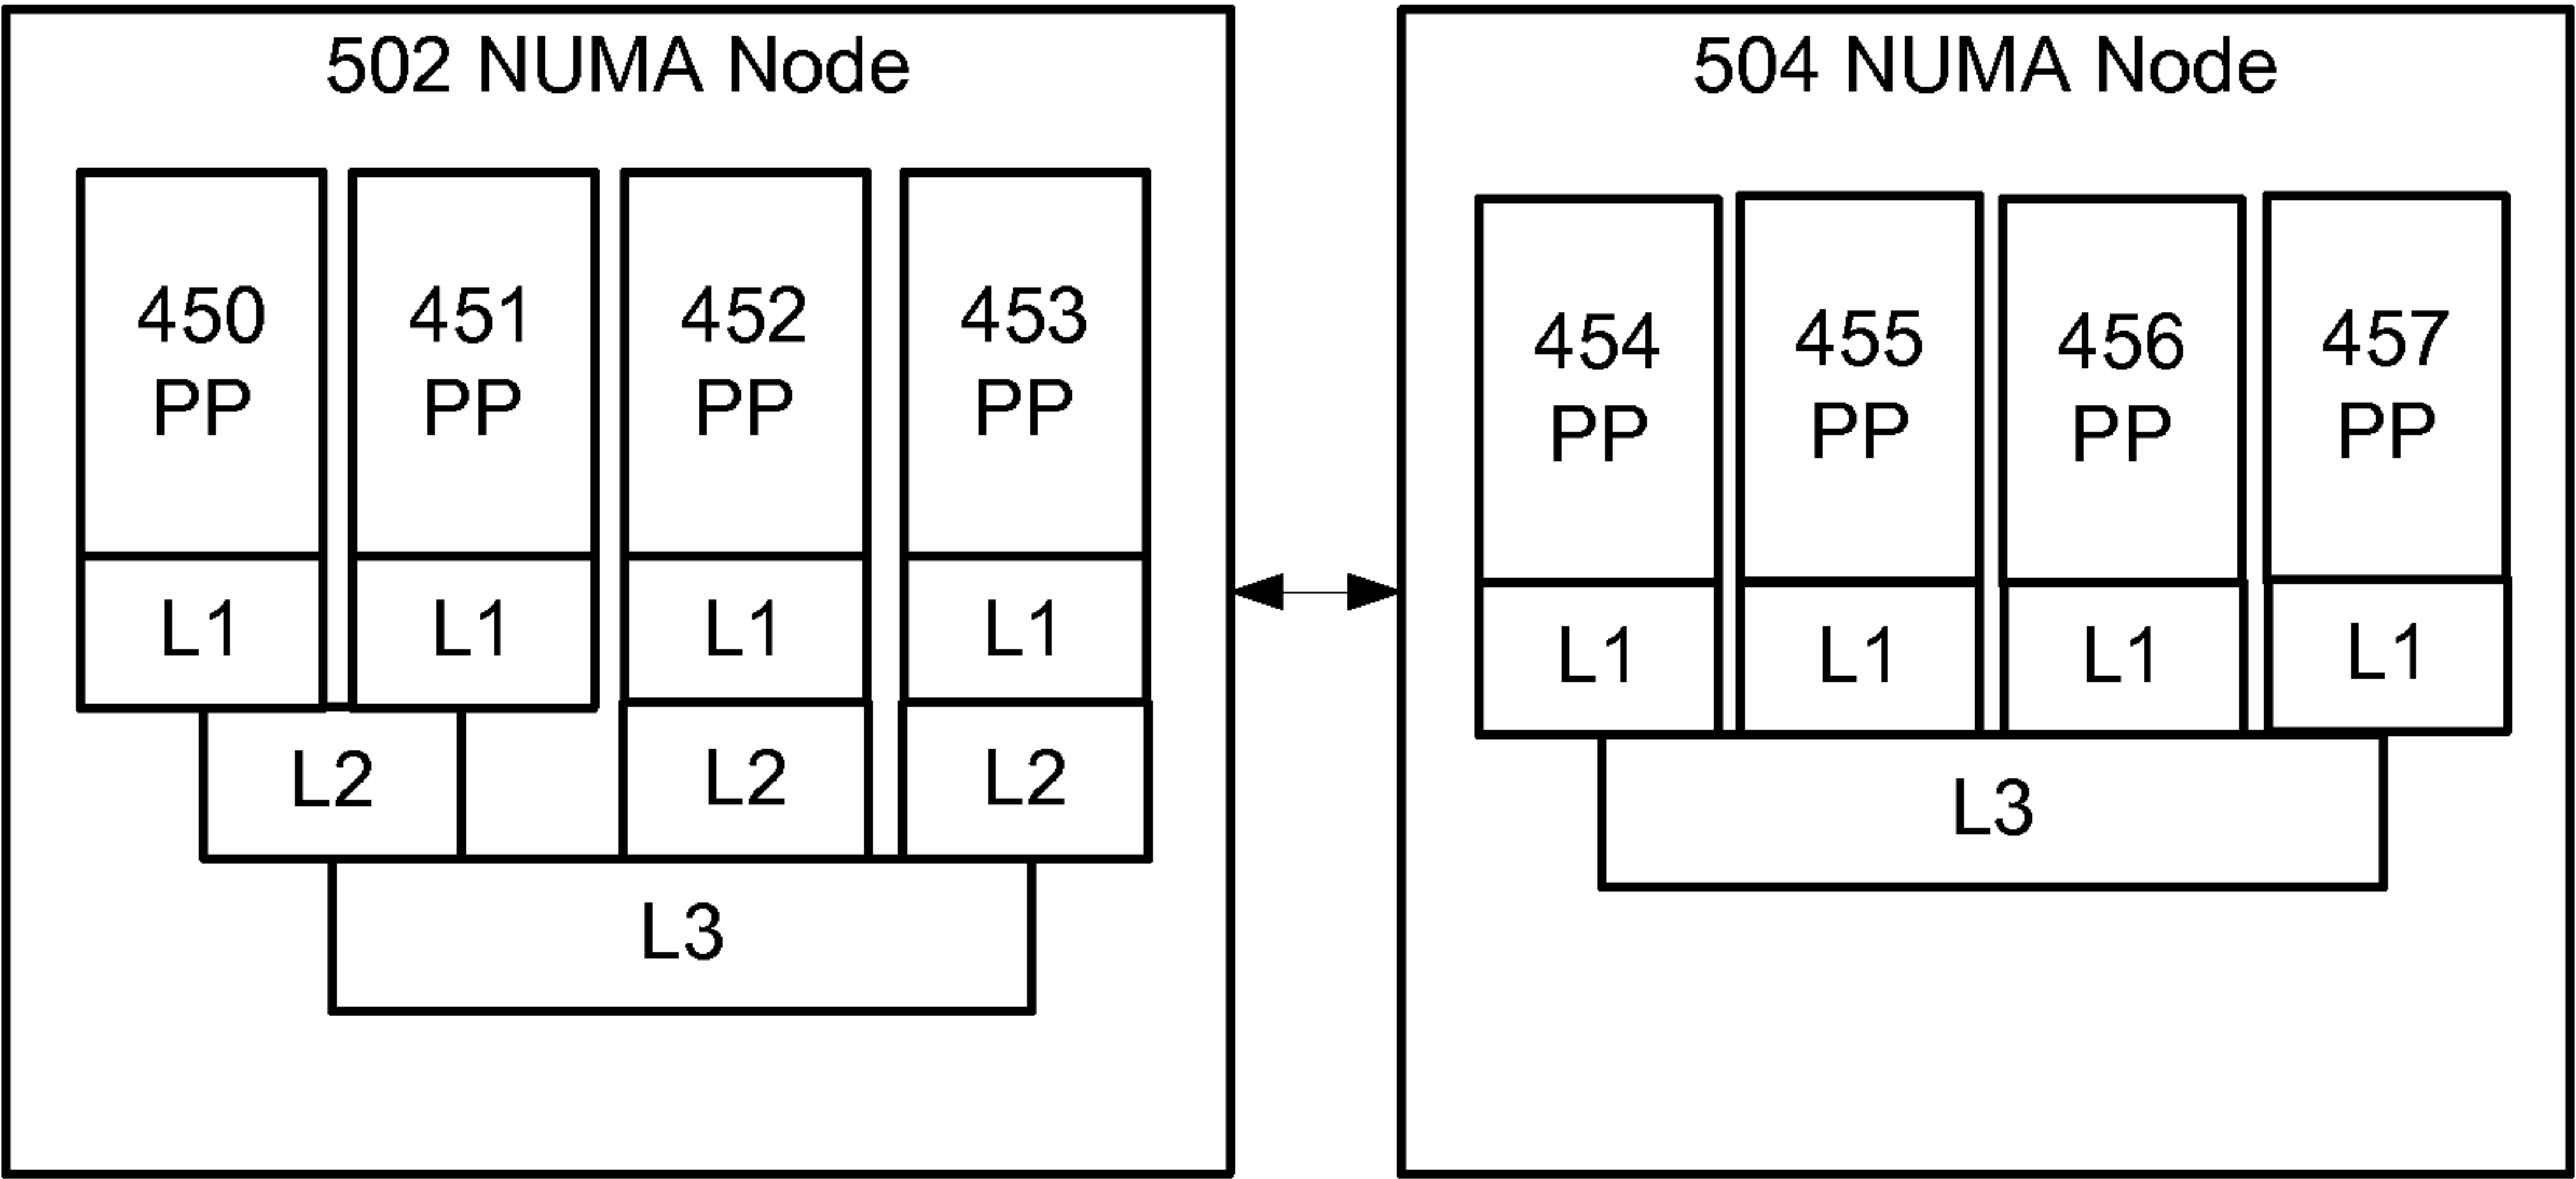 502 NUMA Node
450
PP
451
PP
452
PP
453
PP
L1
L1
L1
L1
L2
L2
L2
L3
504 NUMA Node
454
PP
455
PP
456
PP
457
PP
L1
L1
L1
L1
L3